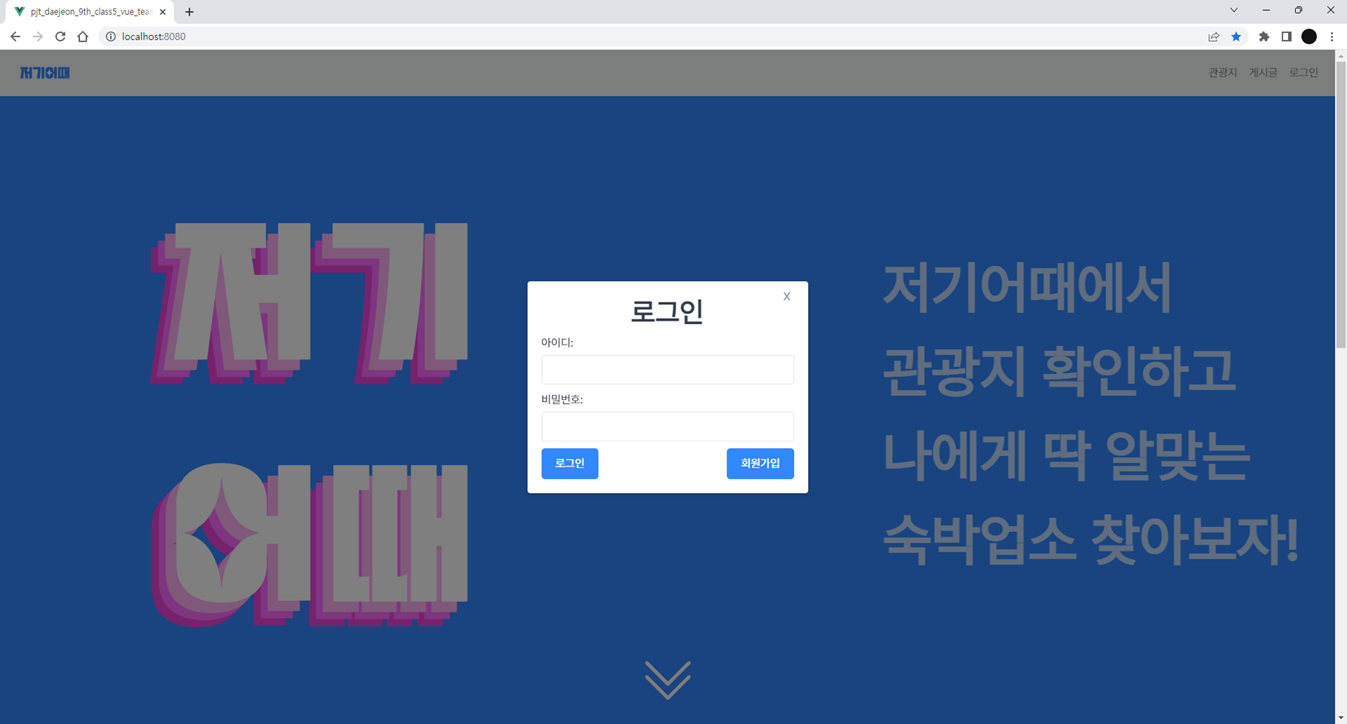 pjt_daejeon_9th_class5_vue_team
localhost:8080
저기어때
관광지 게시글 로그인
저기
어때
저기어때에서
관광지 확인하고
나에게 딱 알맞는
숙박업소 찾아보자!
X
로그인
아이디:
비밀번호:
로그인 회원가입